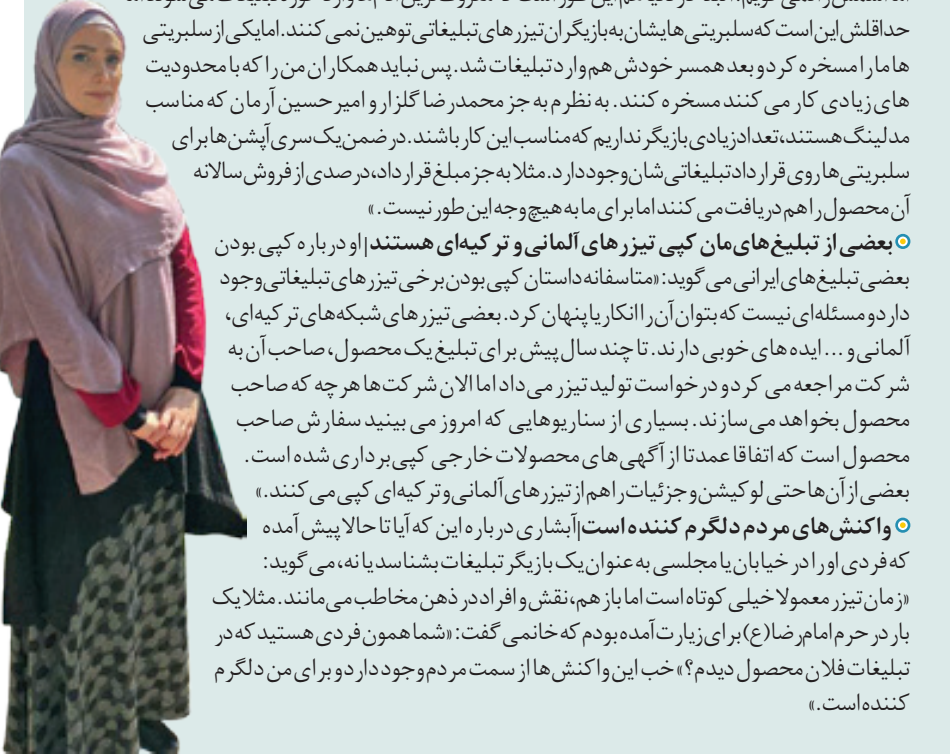 حداقلش این است که سلبریتی هایشان به بازیگران تیزرهای تبلیغاتی توهین نمی کنند. اما یکی از سلبریتی
ها ما را مسخره کرد و بعد همسر خودش هم وارد تبلیغات شد. پس نباید همکاران من را که با محدودیت
های زیادی کار می کنند مسخره کنند. به نظرم به جز محمدرضا گلزار و امیرحسین آرمان که مناسب
مدلینگ هستند، تعداد زیادی بازیگر نداریم که مناسب این کار باشند. در ضمن یک سری آپشن ها برای
سلبریتی ها روی قرارداد تبلیغاتی شان وجود دارد. مثلا به جز مبلغ قرارداد، درصدی از فروش سالانه
آن محصول را هم دریافت می کنند اما برای ما به هیچ وجه این طور نیست.»
بعضی از تبلیغ های مان کپی تیزرهای آلمانی و ترکیه ای هستند | او درباره کپی بودن
بعضی تبلیغ های ایرانی می گوید: «متاسفانه داستان کپی بودن برخی تیزرهای تبلیغاتی وجود
دارد و مسئله ای نیست که بتوان آن را انکار یا پنهان کرد. بعضی تیزرهای شبکه های ترکیه ای،
آلمانی و ... ایده های خوبی دارند. تا چند سال پیش برای تبلیغ یک محصول، صاحب آن به
شرکت مراجعه می کرد و درخواست تولید تیزر می داد اما الان شرکت ها هر چه که صاحب
محصول بخواهد می سازند. بسیاری از سناریوهایی که امروز می بینید سفارش صاحب
محصول است که اتفاقا عمدتا از آگهی های محصولات خارجی کپی برداری شده است.
بعضی از آن ها حتی لوکیشن و جزئیات را هم از تیزرهای آلمانی و ترکیه ای کپی می کنند.»
واکنش های مردم دلگرم کننده است | آبشاری درباره این که آیا تا حالا پیش آمده
که فردی او را در خیابان یا مجلسی به عنوان یک بازیگر تبلیغات بشناسد یا نه، می گوید:
«زمان تیزر معمولا خیلی کوتاه است اما باز هم، نقش و افراد در ذهن مخاطب می مانند. مثلا یک
بار در حرم امام رضا(ع) برای زیارت آمده بودم که خانمی گفت: «شما همون فردی هستید که در
تبلیغات فلان محصول دیدم؟» خب این واکنش ها از سمت مردم وجود دارد و برای من دلگرم
کننده است.»